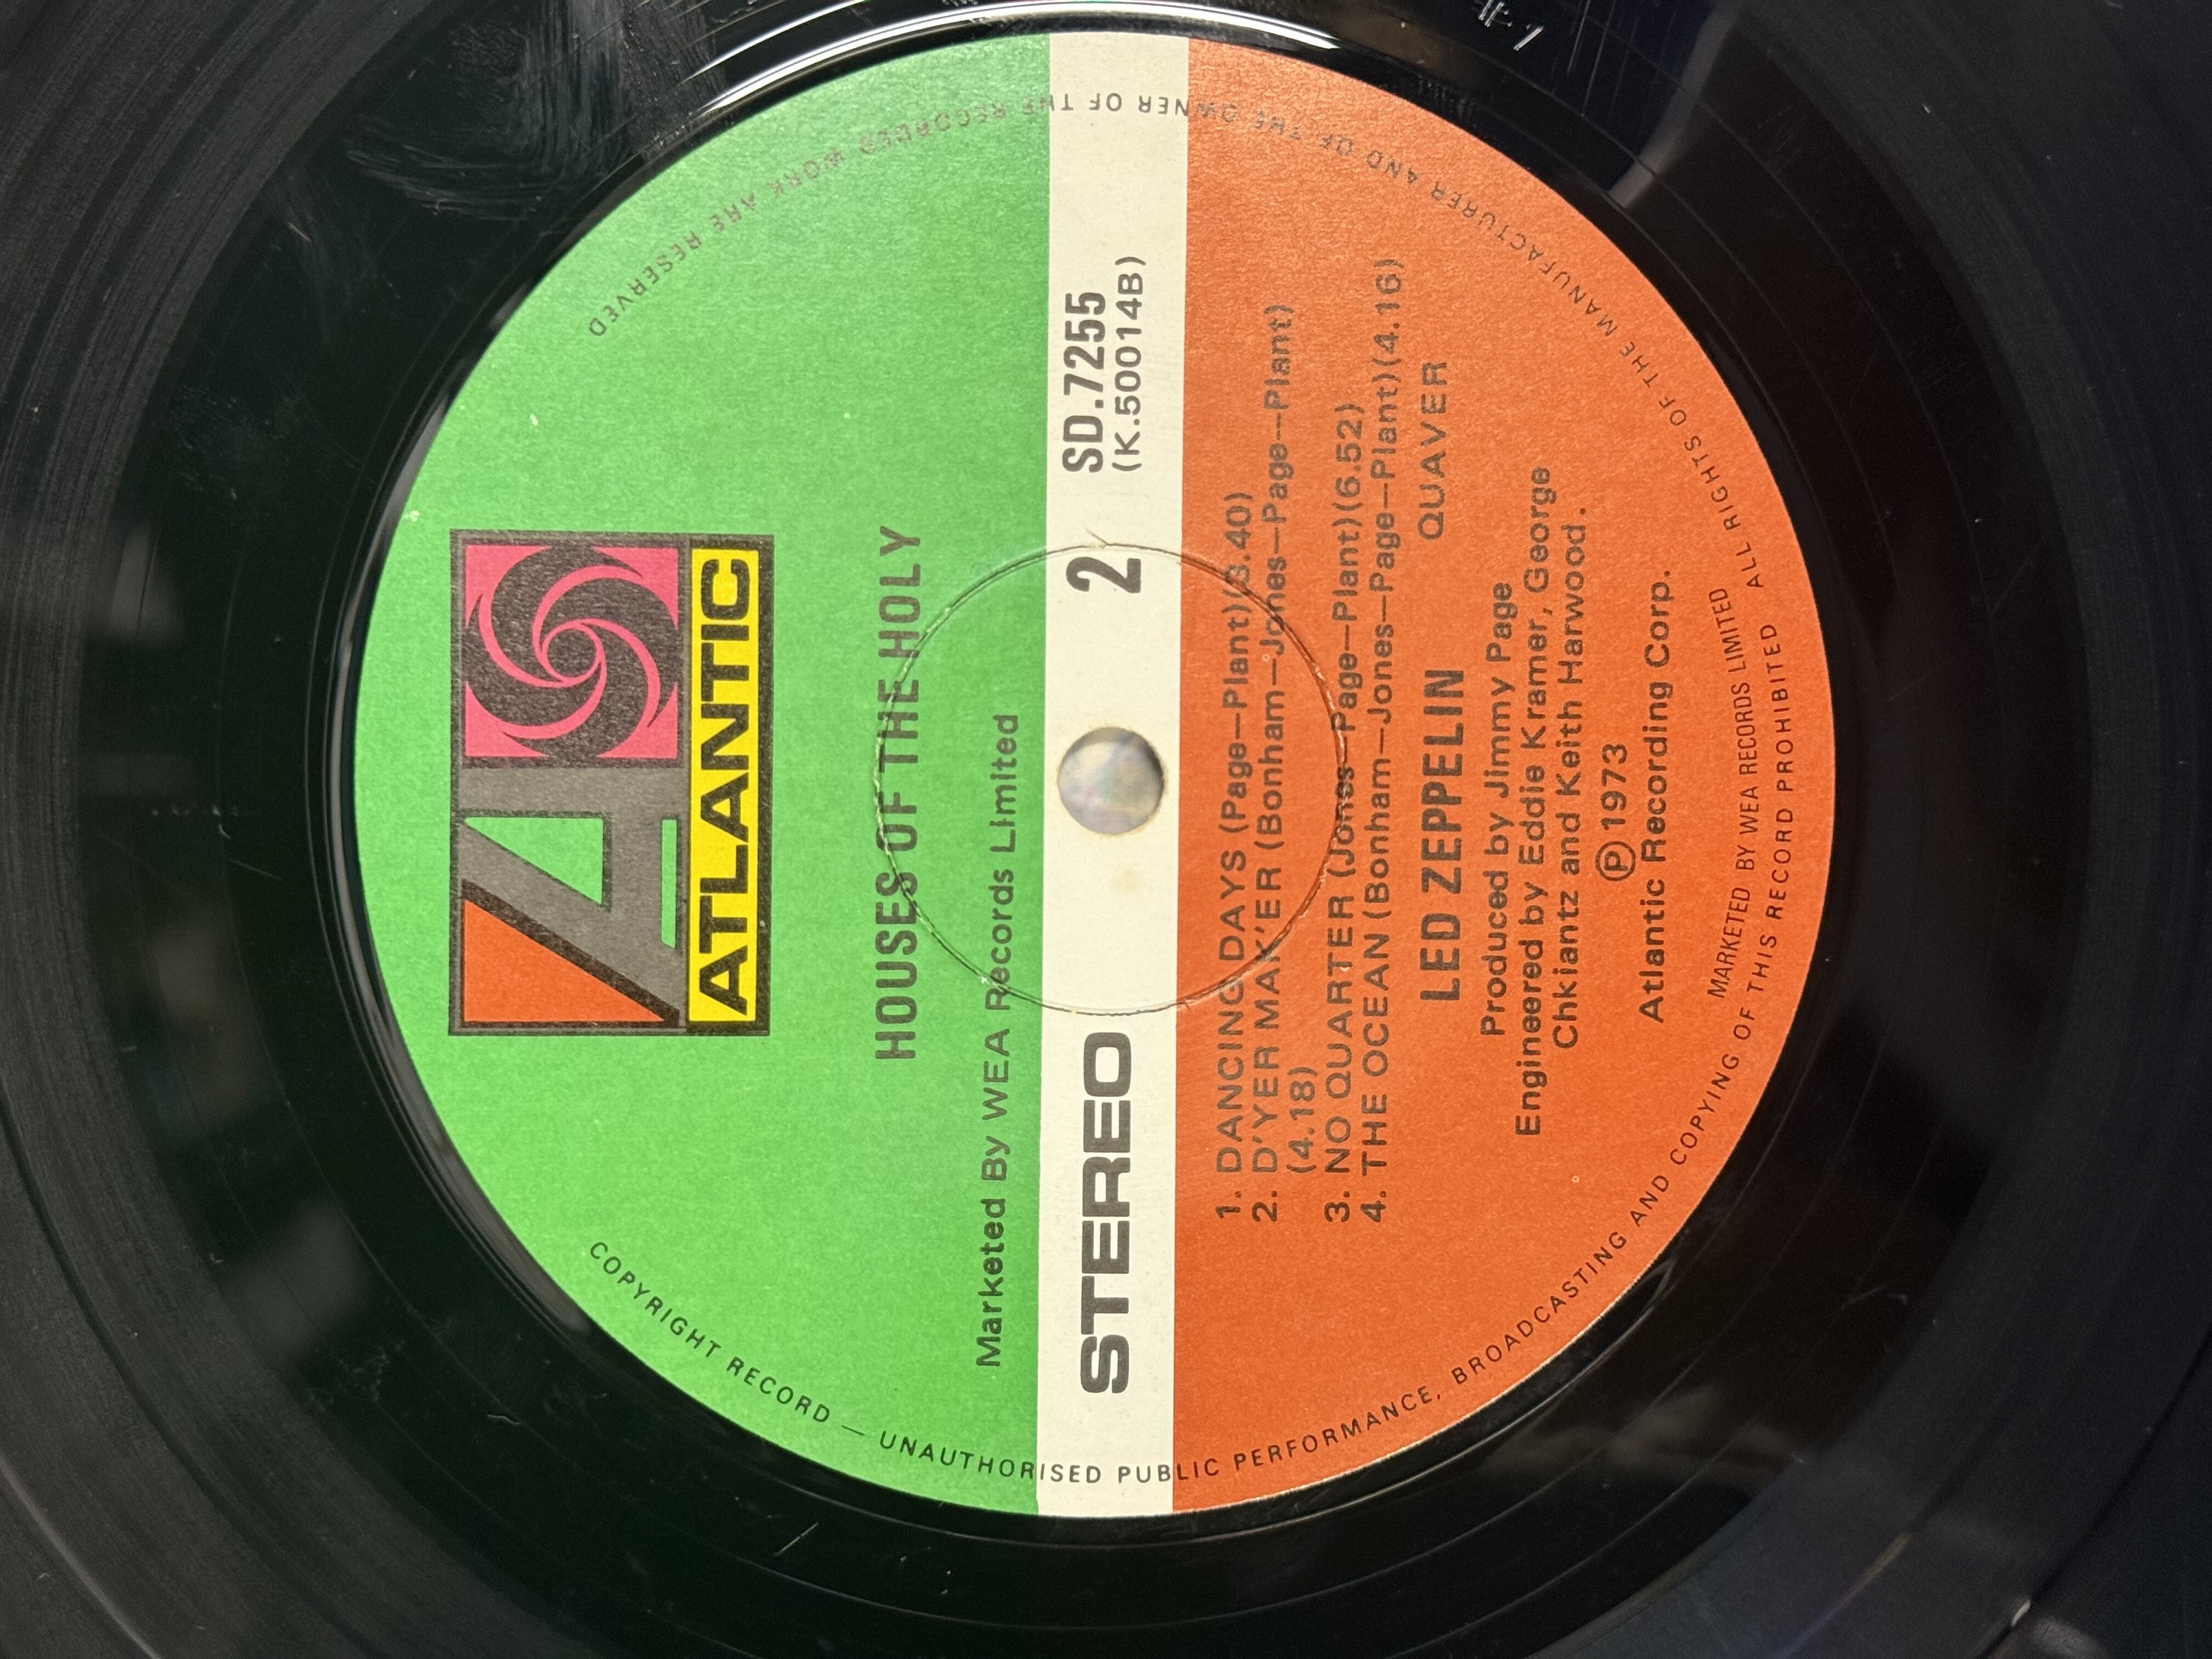 ATLANTIC
HOUSES OF THE HOLY
Marketed By WEA Records Limited
STEREO 2 SD.7255
(K.50014B)
1. DANCING DAYS (Page—Plant)(3.40)
2. D'YER MAK'ER (Bonham—Jones—Page—Plant)
(4.18)
3. NO QUARTER (Jones—Page—Plant)(6.52)
4. THE OCEAN (Bonham—Jones—Page—Plant)(4.16)
QUAVER
LED ZEPPELIN
Produced by Jimmy Page
Engineered by Eddie Kramer, George
Chkiantz and Keith Harwood.
Ⓟ 1973
Atlantic Recording Corp.
MARKETED BY WEA RECORDS LIMITED
COPYRIGHT RECORD — UNAUTHORISED PUBLIC PERFORMANCE, BROADCASTING AND COPYING OF THIS RECORD PROHIBITED ALL RIGHTS OF THE MANUFACTURER AND OF THE OWNER OF THE RECORDED WORK ARE RESERVED